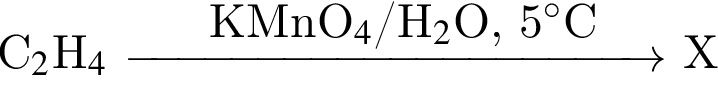 KMnO₄/H₂O, 5°C
C₂H₄ ⟶ X